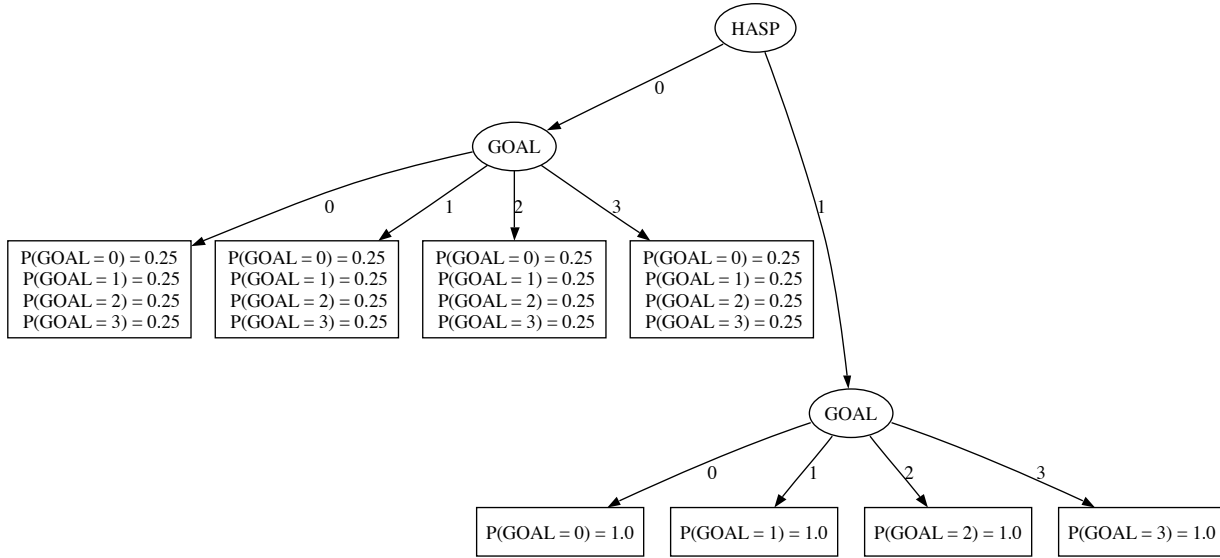 HASP
0
GOAL
0
1
2
3
1
P(GOAL = 0) = 0.25
P(GOAL = 1) = 0.25
P(GOAL = 2) = 0.25
P(GOAL = 3) = 0.25
P(GOAL = 0) = 0.25
P(GOAL = 1) = 0.25
P(GOAL = 2) = 0.25
P(GOAL = 3) = 0.25
P(GOAL = 0) = 0.25
P(GOAL = 1) = 0.25
P(GOAL = 2) = 0.25
P(GOAL = 3) = 0.25
P(GOAL = 0) = 0.25
P(GOAL = 1) = 0.25
P(GOAL = 2) = 0.25
P(GOAL = 3) = 0.25
GOAL
0
1
2
3
P(GOAL = 0) = 1.0
P(GOAL = 1) = 1.0
P(GOAL = 2) = 1.0
P(GOAL = 3) = 1.0